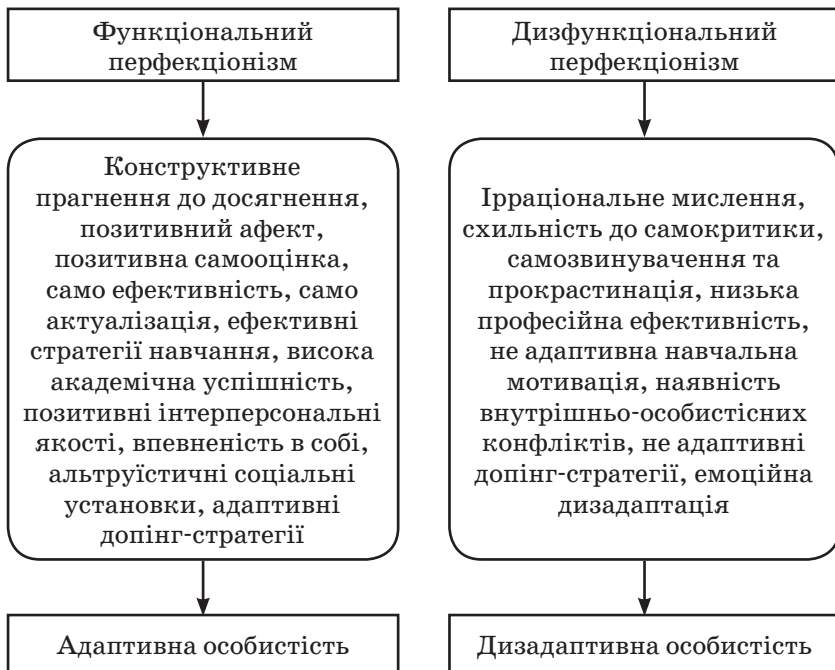 Функціональний
перфекціонізм
Конструктивне
прагнення до досягнення,
позитивний афект,
позитивна самооцінка,
само ефективність, само
актуалізація, ефективні
стратегії навчання, висока
академічна успішність,
позитивні інтерперсональні
якості, впевненість в собі,
альтруїстичні соціальні
установки, адаптивні
допінг-стратегії
Адаптивна особистість
Дизфункціональний
перфекціонізм
Ірраціональне мислення,
схильність до самокритики,
самозвинувачення та
прокрастинація, низька
професійна ефективність,
не адаптивна навчальна
мотивація, наявність
внутрішньо-особистісних
конфліктів, не адаптивні
допінг-стратегії, емоційна
дизадаптація
Дизадаптивна особистість